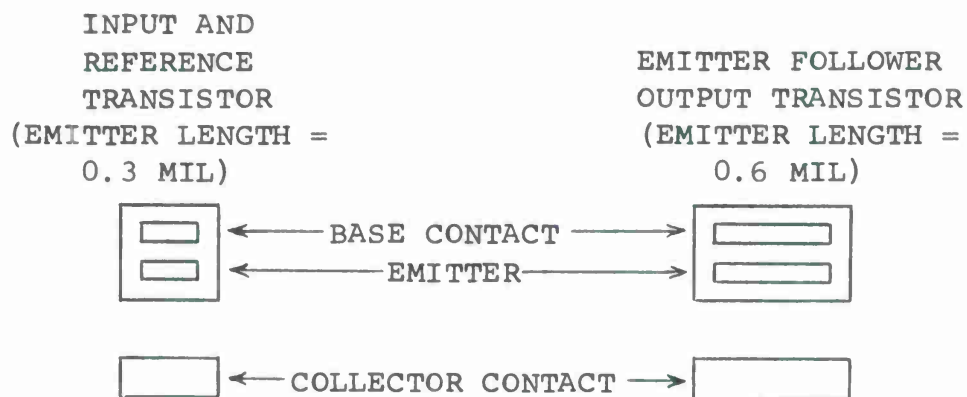 INPUT AND
REFERENCE
TRANSISTOR
(EMITTER LENGTH =
0.3 MIL)
EMITTER FOLLOWER
OUTPUT TRANSISTOR
(EMITTER LENGTH =
0.6 MIL)
BASE CONTACT
EMITTER
COLLECTOR CONTACT